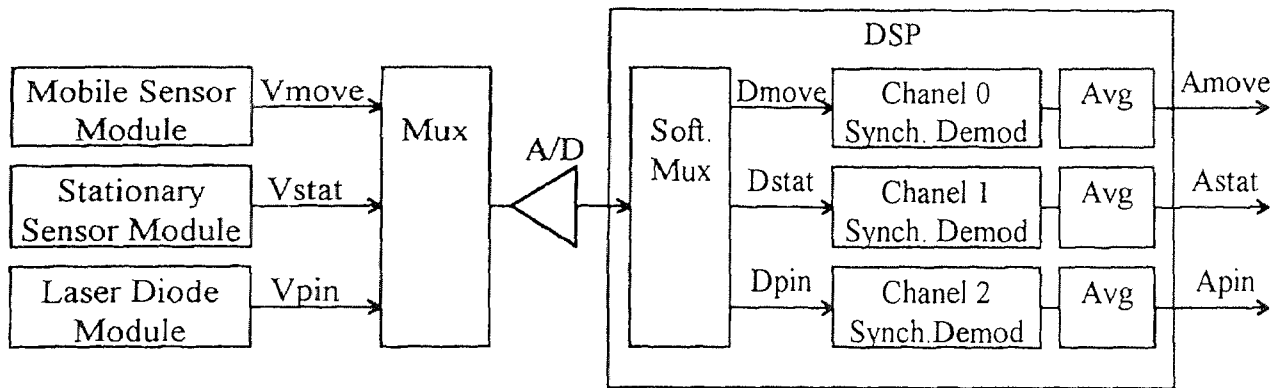 DSP
Mobile Sensor
Module
Vmove
Mux
A/D
Soft.
Mux
Dmove
Chanel 0
Synch. Demod
Avg
Amove
Stationary
Sensor Module
Vstat
Dstat
Chanel 1
Synch. Demod
Avg
Astat
Laser Diode
Module
Vpin
Dpin
Chanel 2
Synch.Demod
Avg
Apin